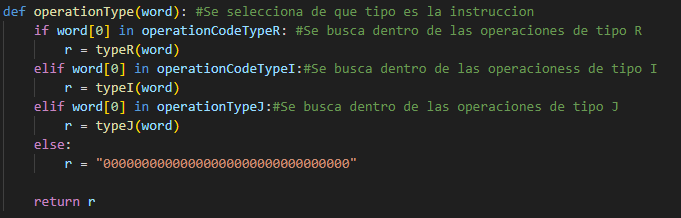 def operationType(word): #Se selecciona de que tipo es la instruccion
    if word[0] in operationCodeTypeR: #Se busca dentro de las operaciones de tipo R
        r = typeR(word)
    elif word[0] in operationCodeTypeI:#Se busca dentro de las operacioness de tipo I
        r = typeI(word)
    elif word[0] in operationTypeJ:#Se busca dentro de las operaciones de tipo J
        r = typeJ(word)
    else:
        r = "00000000000000000000000000000000"
    return r